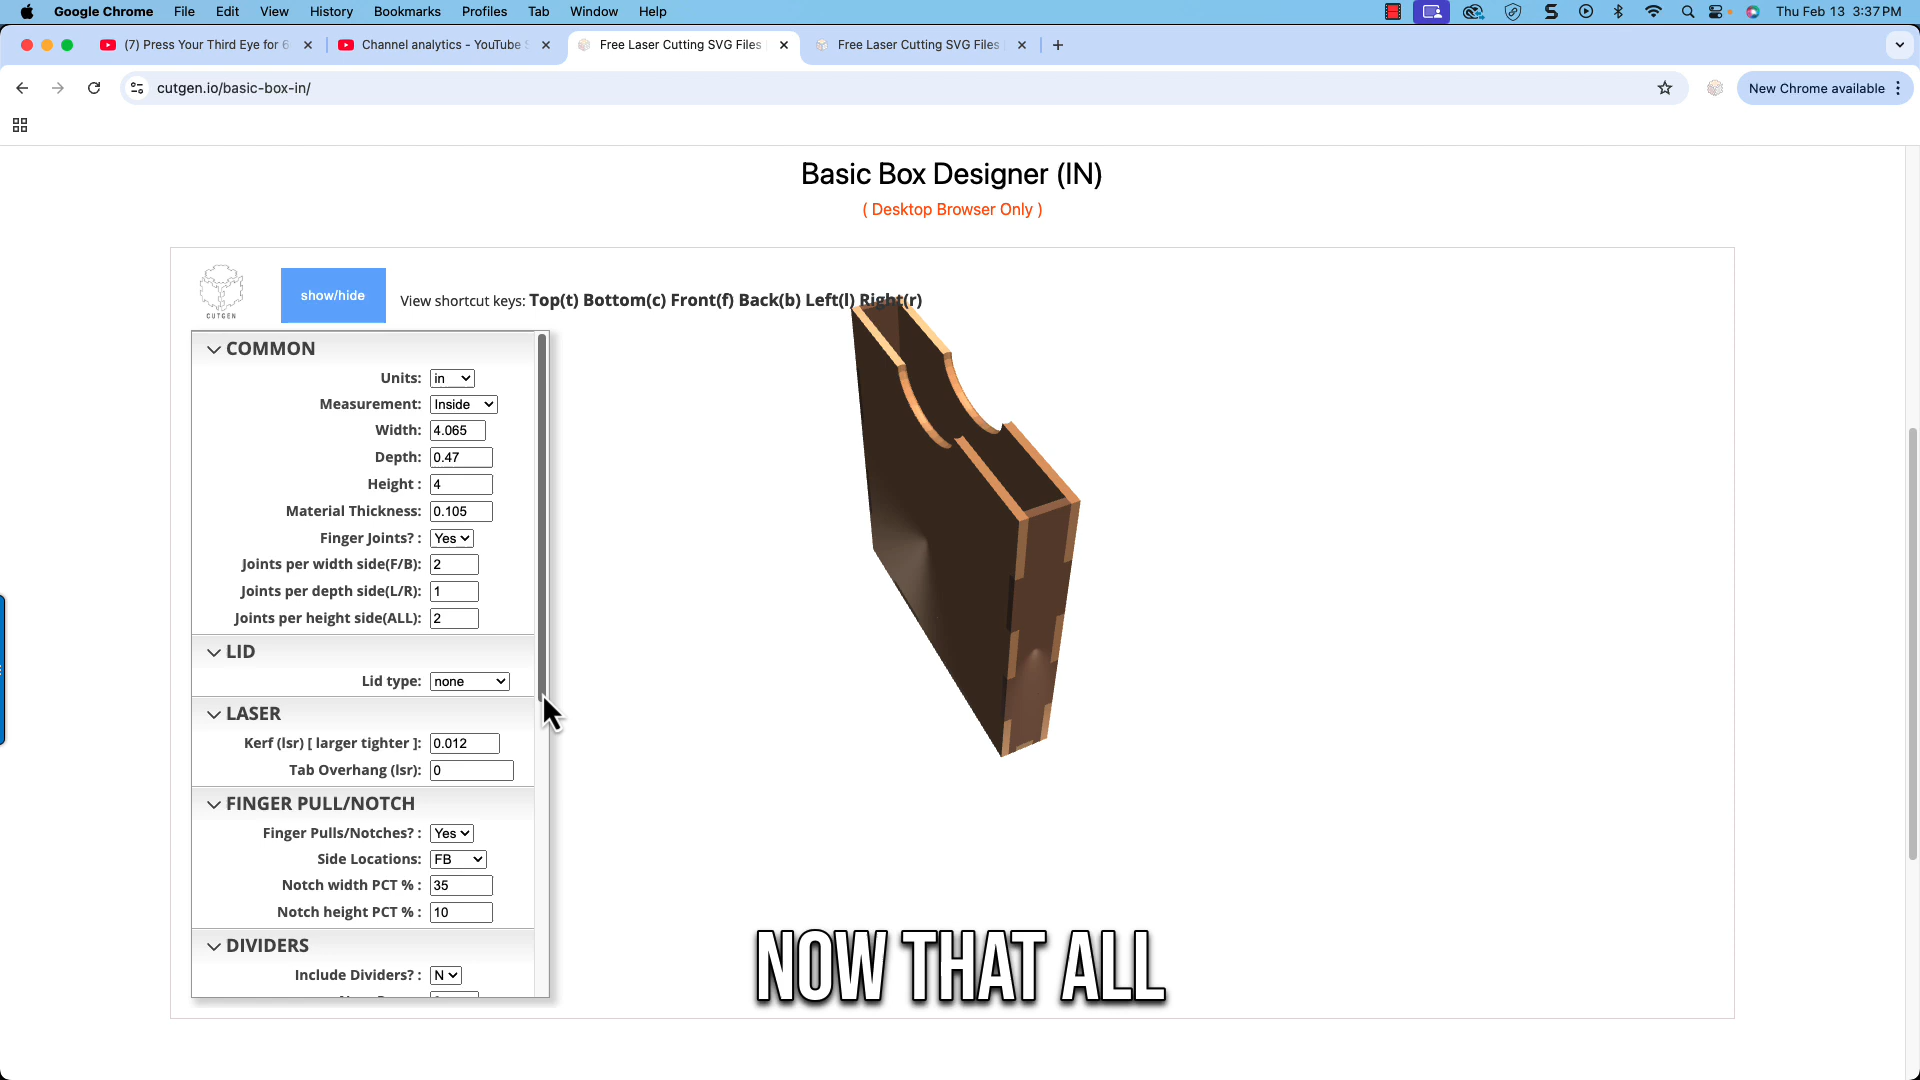 Google Chrome File Edit View History Bookmarks Profiles Tab Window Help Thu Feb 13 3:37 PM
(7) Press Your Third Eye for 6 Channel analytics - YouTube S Free Laser Cutting SVG Files Free Laser Cutting SVG Files
cutgen.io/basic-box-in/ New Chrome available
Basic Box Designer (IN)
( Desktop Browser Only )
CUTGEN
show/hide
View shortcut keys: Top(t) Bottom(c) Front(f) Back(b) Left(l) Right(r)
COMMON
Units: in
Measurement: Inside
Width: 4.065
Depth: 0.47
Height : 4
Material Thickness: 0.105
Finger Joints? : Yes
Joints per width side(F/B): 2
Joints per depth side(L/R): 1
Joints per height side(ALL): 2
LID
Lid type: none
LASER
Kerf (lsr) [ larger tighter ]: 0.012
Tab Overhang (lsr): 0
FINGER PULL/NOTCH
Finger Pulls/Notches? : Yes
Side Locations: FB
Notch width PCT % : 35
Notch height PCT % : 10
DIVIDERS
Include Dividers? : N
NOW THAT ALL